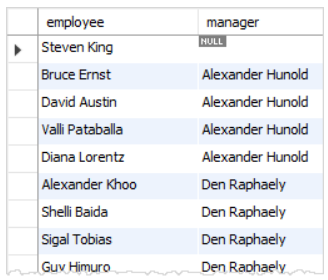 employee manager
Steven King NULL
Bruce Ernst Alexander Hunold
David Austin Alexander Hunold
Valli Pataballa Alexander Hunold
Diana Lorentz Alexander Hunold
Alexander Khoo Den Raphaely
Shelli Baida Den Raphaely
Sigal Tobias Den Raphaely
Guy Himuro Den Raphaely